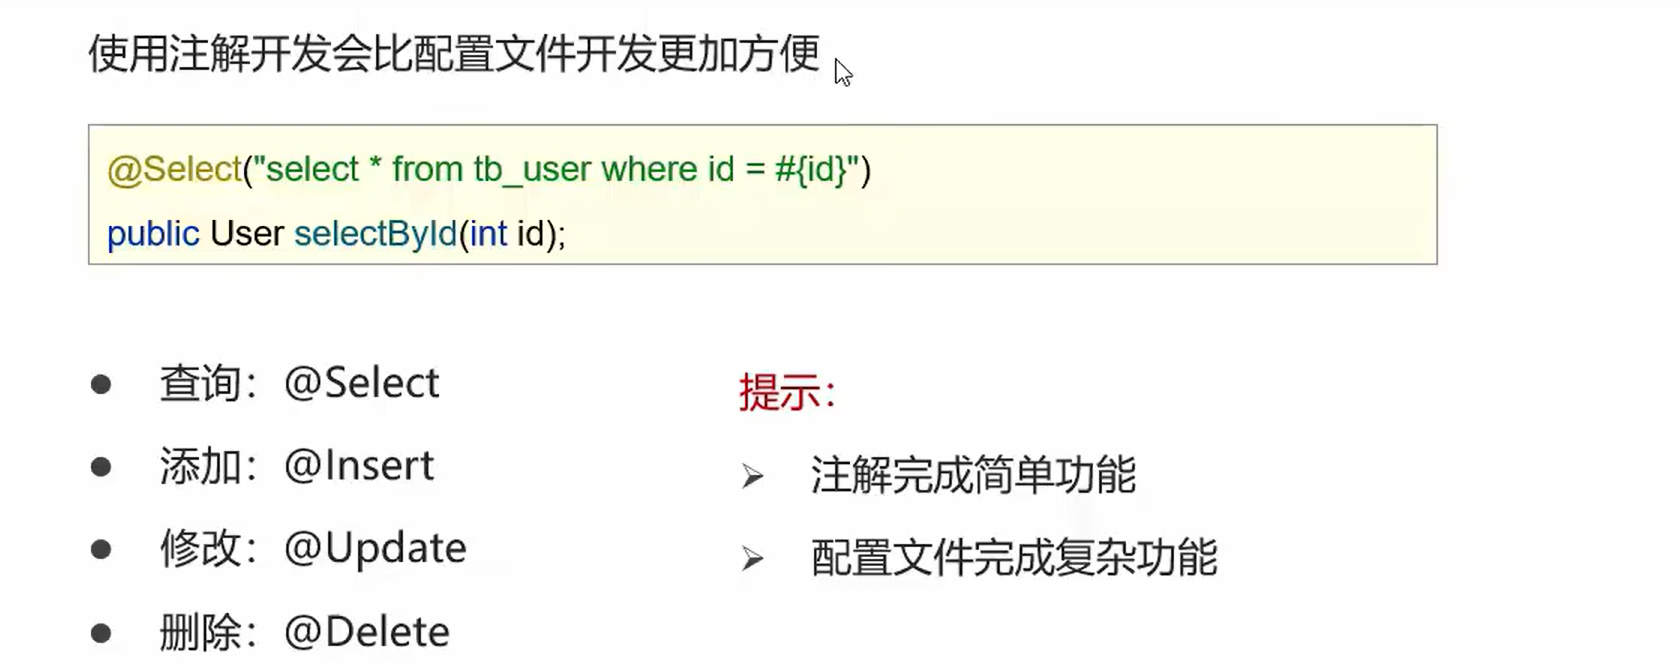 使用注解开发会比配置文件开发更加方便
@Select("select * from tb_user where id = #{id}")
public User selectById(int id);
查询：@Select
添加：@Insert
修改：@Update
删除：@Delete
提示：
注解完成简单功能
配置文件完成复杂功能